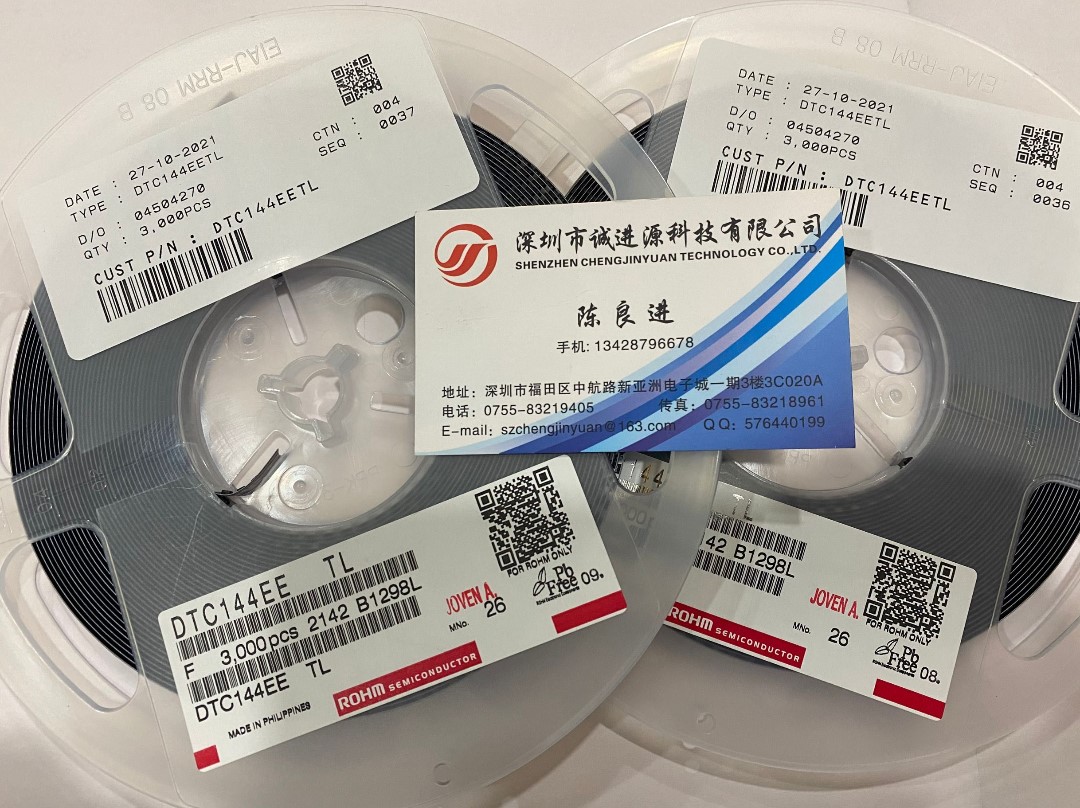 EIAJ-RRM 08 B
DATE : 27-10-2021
TYPE : DTC144EETL
D/O : 04504270
QTY : 3,000PCS
CTN : 004
SEQ : 0037
CUST P/N : DTC144EETL
EIAJ-RRM 08 B
DATE : 27-10-2021
TYPE : DTC144EETL
D/O : 04504270
QTY : 3,000PCS
CTN : 004
SEQ : 0036
CUST P/N : DTC144EETL
深圳市诚进源科技有限公司
SHENZHEN CHENGJINYUAN TECHNOLOGY CO.,LTD.
陈良进
手机: 13428796678
地址: 深圳市福田区中航路新亚洲电子城一期3楼3C020A
电话: 0755-83219405 传真: 0755-83218961
E-mail: szchengjinyuan@163.com QQ: 576440199
DTC144EE TL
F 3,000pcs 2142 B1298L
DTC144EE TL
MADE IN PHILIPPINES
ROHM SEMICONDUCTOR
JOVEN A.
MNo. 26
FOR ROHM ONLY
Pb Free 09.
TL
42 B1298L
ROHM SEMICONDUCTOR
JOVEN A.
MNo. 26
FOR ROHM ONLY
Pb Free 08.